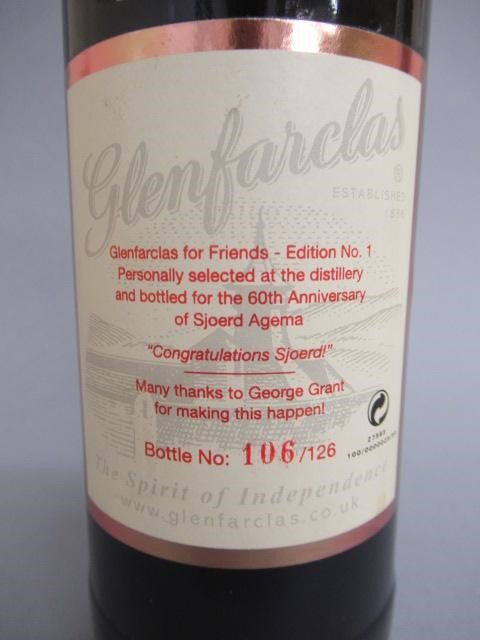 Glenfarclas
®
ESTABLISHED
1836
Glenfarclas for Friends - Edition No. 1
Personally selected at the distillery
and bottled for the 60th Anniversary
of Sjoerd Agema
"Congratulations Sjoerd!"
Many thanks to George Grant
for making this happen!
Bottle No: 106/126
27563
The Spirit of Independence
www.glenfarclas.co.uk